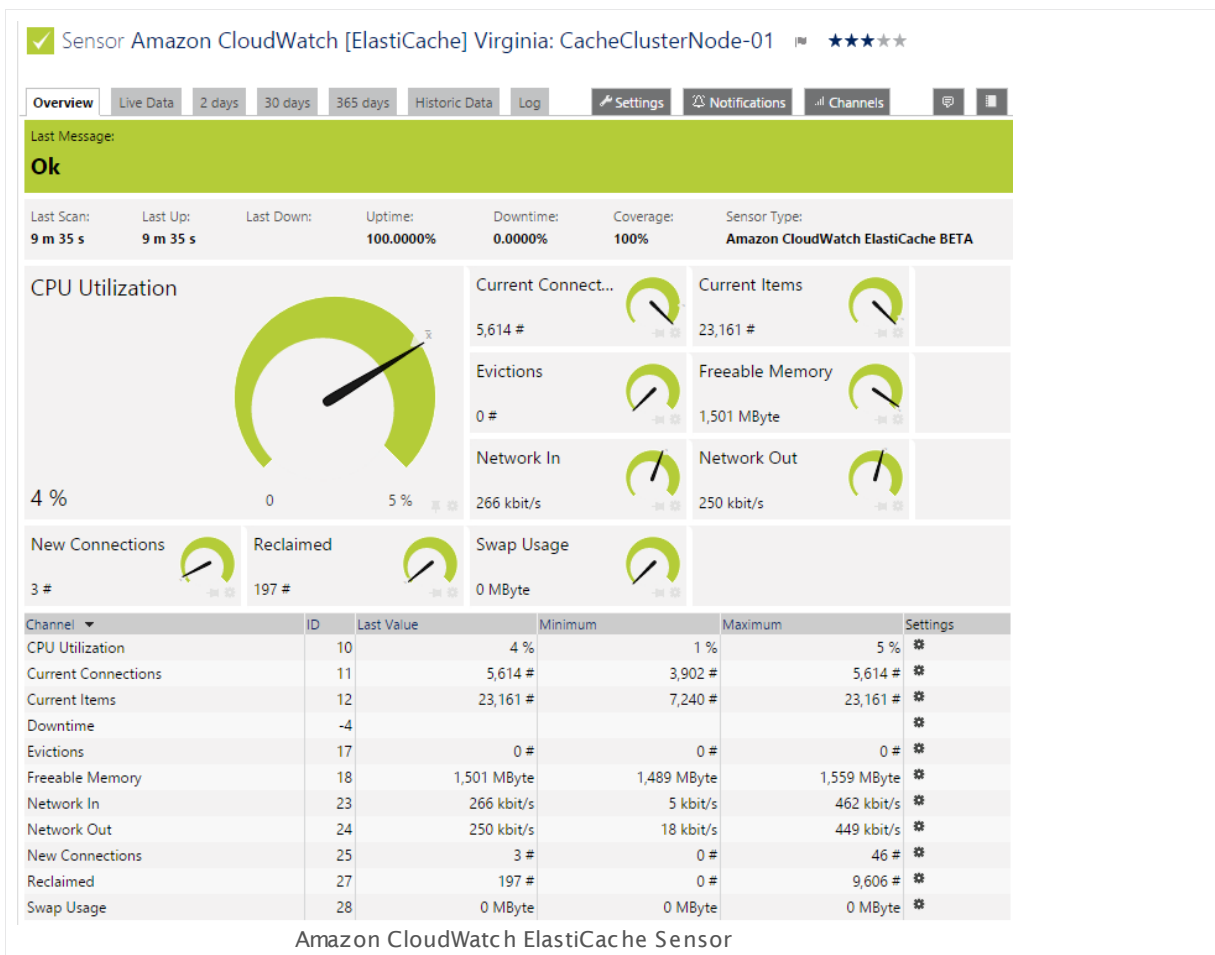 Sensor Amazon CloudWatch [ElastiCache] Virginia: CacheClusterNode-01
Overview Live Data 2 days 30 days 365 days Historic Data Log Settings Notifications Channels
Last Message:
Ok
Last Scan: Last Up: Last Down: Uptime: Downtime: Coverage: Sensor Type:
9 m 35 s 9 m 35 s 100.0000% 0.0000% 100% Amazon CloudWatch ElastiCache BETA
CPU Utilization
x̄
4 % 0 5 %
Current Connect...
5,614 #
Current Items
23,161 #
Evictions
0 #
Freeable Memory
1,501 MByte
Network In
266 kbit/s
Network Out
250 kbit/s
New Connections
3 #
Reclaimed
197 #
Swap Usage
0 MByte
Channel ID Last Value Minimum Maximum Settings
CPU Utilization 10 4 % 1 % 5 %
Current Connections 11 5,614 # 3,902 # 5,614 #
Current Items 12 23,161 # 7,240 # 23,161 #
Downtime -4
Evictions 17 0 # 0 # 0 #
Freeable Memory 18 1,501 MByte 1,489 MByte 1,559 MByte
Network In 23 266 kbit/s 5 kbit/s 462 kbit/s
Network Out 24 250 kbit/s 18 kbit/s 449 kbit/s
New Connections 25 3 # 0 # 46 #
Reclaimed 27 197 # 0 # 9,606 #
Swap Usage 28 0 MByte 0 MByte 0 MByte
Amazon CloudWatch ElastiCache Sensor